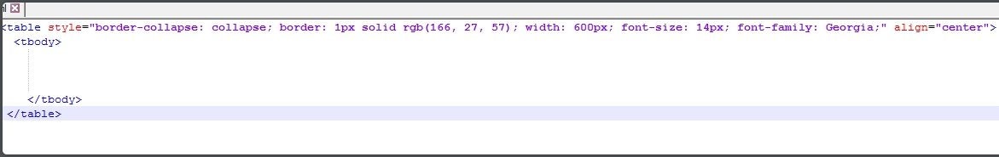 <table style="border-collapse: collapse; border: 1px solid rgb(166, 27, 57); width: 600px; font-size: 14px; font-family: Georgia;" align="center">
<tbody>
</tbody>
</table>